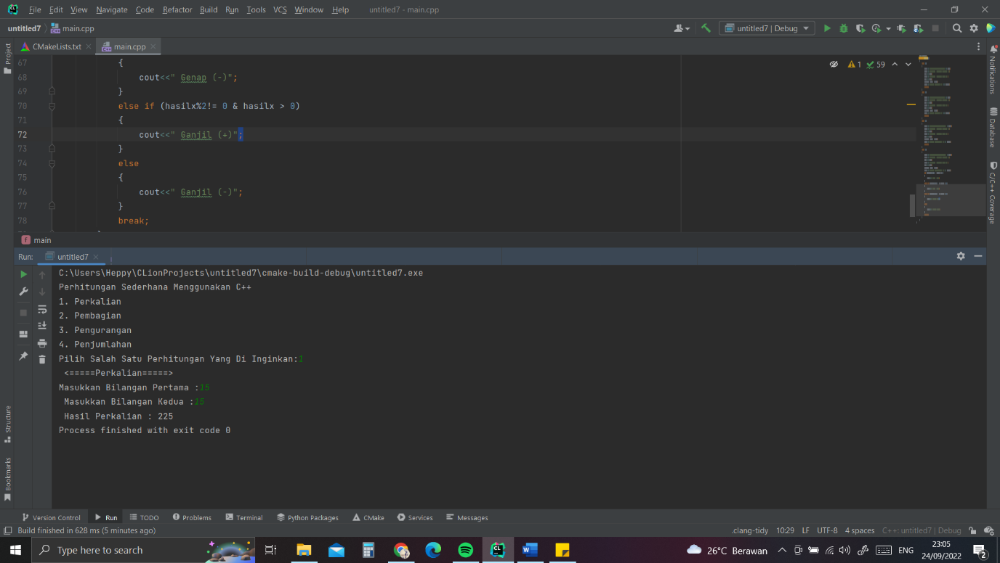 File Edit View Navigate Code Refactor Build Run Tools VCS Window Help untitled7 - main.cpp
untitled7 main.cpp untitled7 | Debug
CMakeLists.txt main.cpp
Project
Notifications
Database
C/C++ Coverage
1 59
67 {
68 cout<<" Genap (-)";
69 }
70 else if (hasilx%2!= 0 & hasilx > 0)
71 {
72 cout<<" Ganjil (+)";
73 }
74 else
75 {
76 cout<<" Ganjil (-)";
77 }
78 break;
main
Run: untitled7
C:\Users\Heppy\CLionProjects\untitled7\cmake-build-debug\untitled7.exe
Perhitungan Sederhana Menggunakan C++
1. Perkalian
2. Pembagian
3. Pengurangan
4. Penjumlahan
Pilih Salah Satu Perhitungan Yang Di Inginkan:1
<=====Perkalian=====>
Masukkan Bilangan Pertama :15
Masukkan Bilangan Kedua :15
Hasil Perkalian : 225
Process finished with exit code 0
Structure
Bookmarks
Version Control Run TODO Problems Terminal Python Packages CMake Services Messages
Build finished in 628 ms (5 minutes ago) .clang-tidy 10:29 LF UTF-8 4 spaces C++: untitled7 | Debug
Type here to search 26°C Berawan ENG 23:05
24/09/2022 2